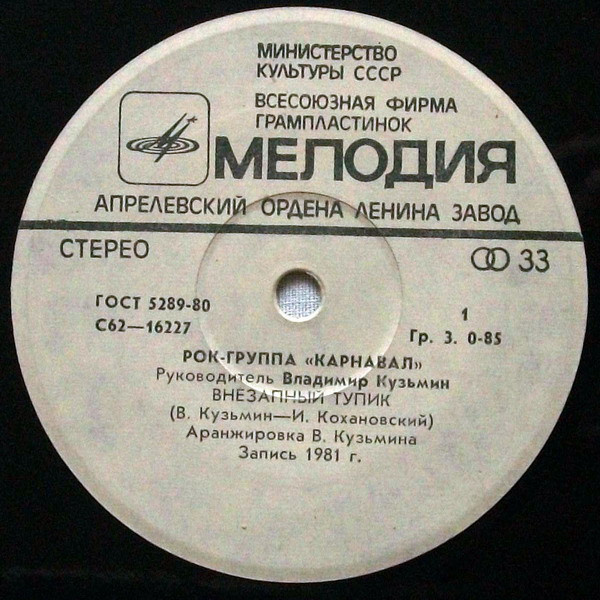 МИНИСТЕРСТВО
КУЛЬТУРЫ СССР
ВСЕСОЮЗНАЯ ФИРМА
ГРАМПЛАСТИНОК
МЕЛОДИЯ
АПРЕЛЕВСКИЙ ОРДЕНА ЛЕНИНА ЗАВОД
СТЕРЕО
33
ГОСТ 5289-80
С62—16227
1
Гр. 3. 0-85
РОК-ГРУППА «КАРНАВАЛ»
Руководитель Владимир Кузьмин
ВНЕЗАПНЫЙ ТУПИК
(В. Кузьмин—И. Кохановский)
Аранжировка В. Кузьмина
Запись 1981 г.